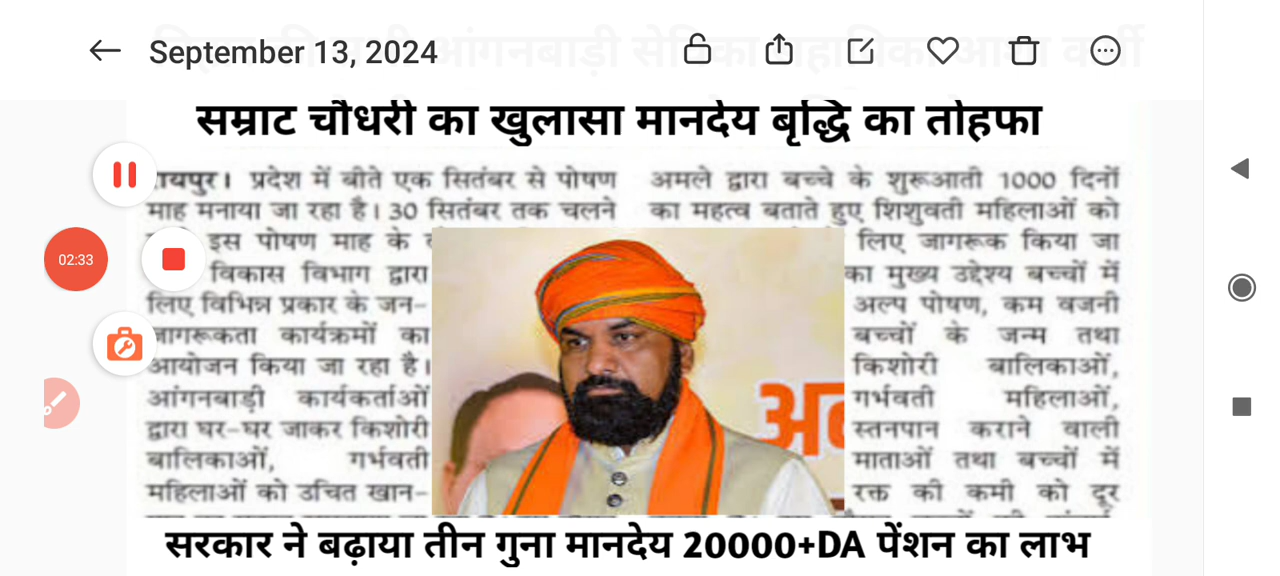 September 13, 2024
आंगनबाड़ी
सम्राट चौधरी का खुलासा मानदेय बृद्धि का तोहफा
यपुर। प्रदेश में बीते एक सितंबर से पोषण
माह मनाया जा रहा है। 30 सितंबर तक चलने
इस पोषण माह के
विकास विभाग द्वारा
लिए विभिन्न प्रकार के जन-
जागरूकता कार्यक्रमों का
आयोजन किया जा रहा है।
आंगनबाड़ी कार्यकर्ताओं
द्वारा घर-घर जाकर किशोरी
बालिकाओं, गर्भवती
महिलाओं को उचित खान-
अमले द्वारा बच्चे के शुरूआती 1000 दिनों
का महत्व बताते हुए शिशुवती महिलाओं को
लिए जागरूक किया जा
का मुख्य उद्देश्य बच्चों में
अल्प पोषण, कम वजनी
बच्चों के जन्म तथा
किशोरी बालिकाओं,
गर्भवती महिलाओं,
स्तनपान कराने वाली
माताओं तथा बच्चों में
रक्त की कमी को दूर
02:33
सरकार ने बढ़ाया तीन गुना मानदेय 20000+DA पेंशन का लाभ